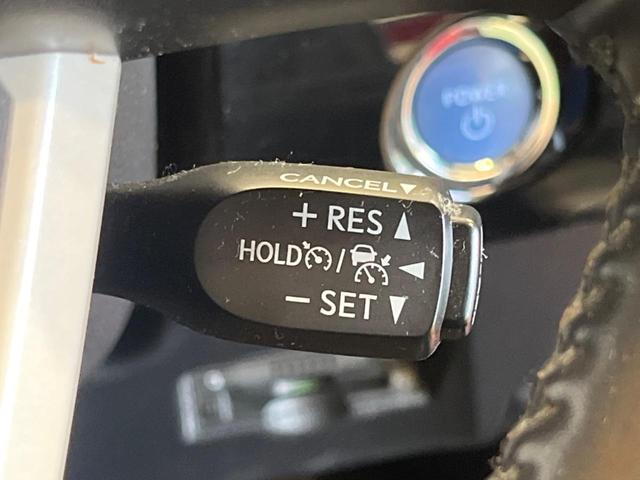 POWER
CANCEL▼
+ RES ▲
HOLD / ◀
− SET ▼